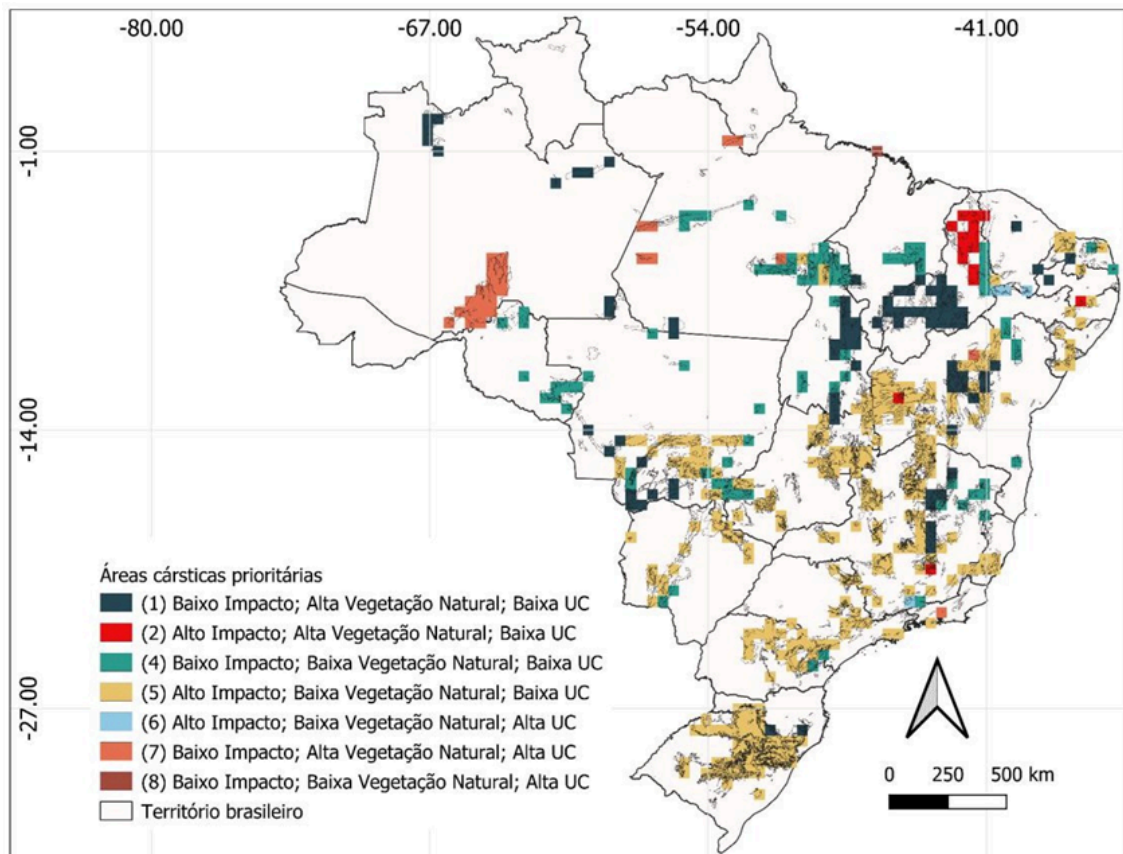 -80.00 -67.00 -54.00 -41.00
-1.00
-14.00
-27.00
Áreas cársticas prioritárias
(1) Baixo Impacto; Alta Vegetação Natural; Baixa UC
(2) Alto Impacto; Alta Vegetação Natural; Baixa UC
(4) Baixo Impacto; Baixa Vegetação Natural; Baixa UC
(5) Alto Impacto; Baixa Vegetação Natural; Baixa UC
(6) Alto Impacto; Baixa Vegetação Natural; Alta UC
(7) Baixo Impacto; Alta Vegetação Natural; Alta UC
(8) Baixo Impacto; Baixa Vegetação Natural; Alta UC
Território brasileiro
0 250 500 km